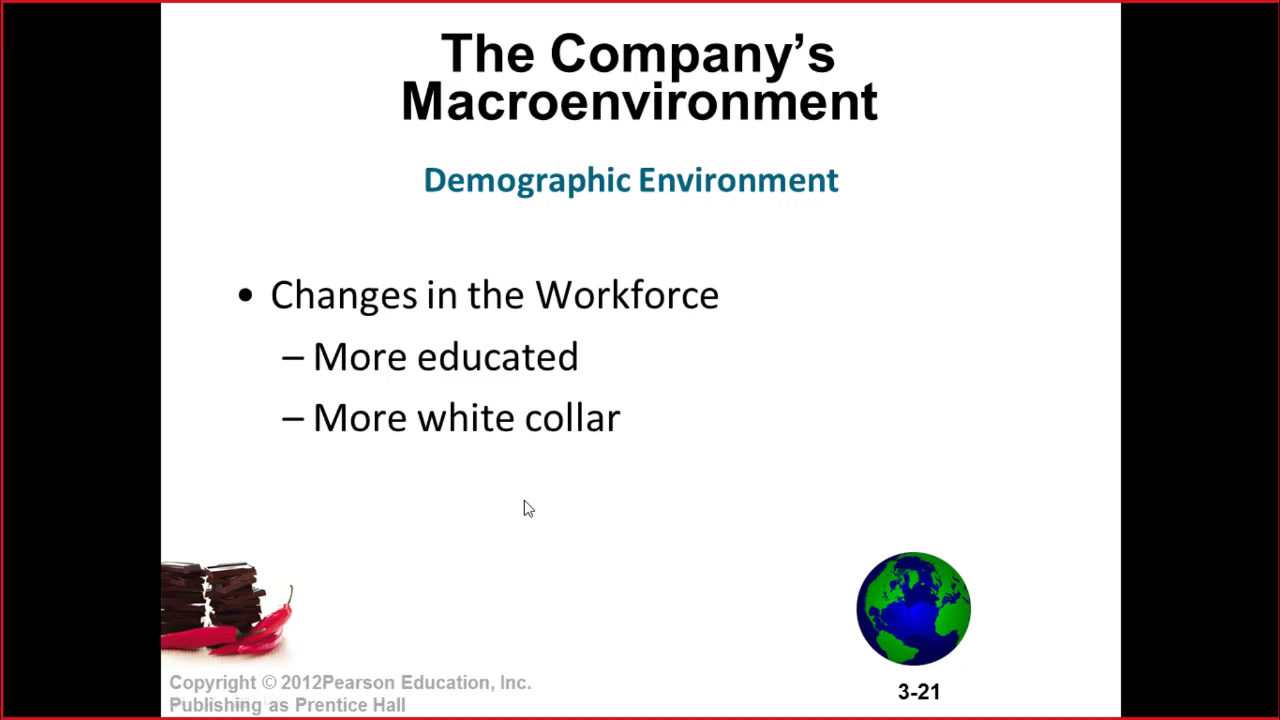 The Company’s
Macroenvironment
Demographic Environment
• Changes in the Workforce
– More educated
– More white collar
Copyright © 2012Pearson Education, Inc.
Publishing as Prentice Hall
3-21